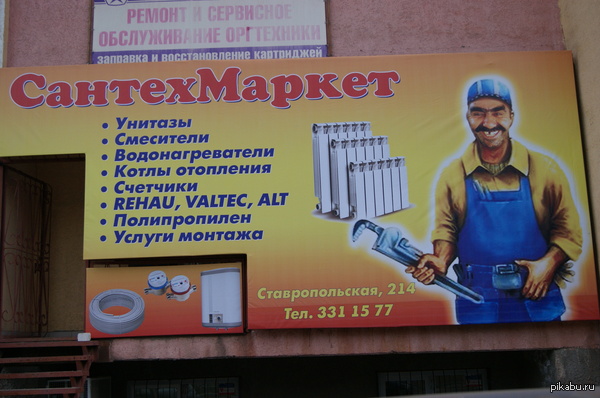 РЕМОНТ И СЕРВИСНОЕ
ОБСЛУЖИВАНИЕ ОРГТЕХНИКИ
заправка и восстановление картриджей
СантехМаркет
• Унитазы
• Смесители
• Водонагреватели
• Котлы отопления
• Счетчики
• REHAU, VALTEC, ALT
• Полипропилен
• Услуги монтажа
Ставропольская, 214
Тел. 331 15 77
pikabu.ru